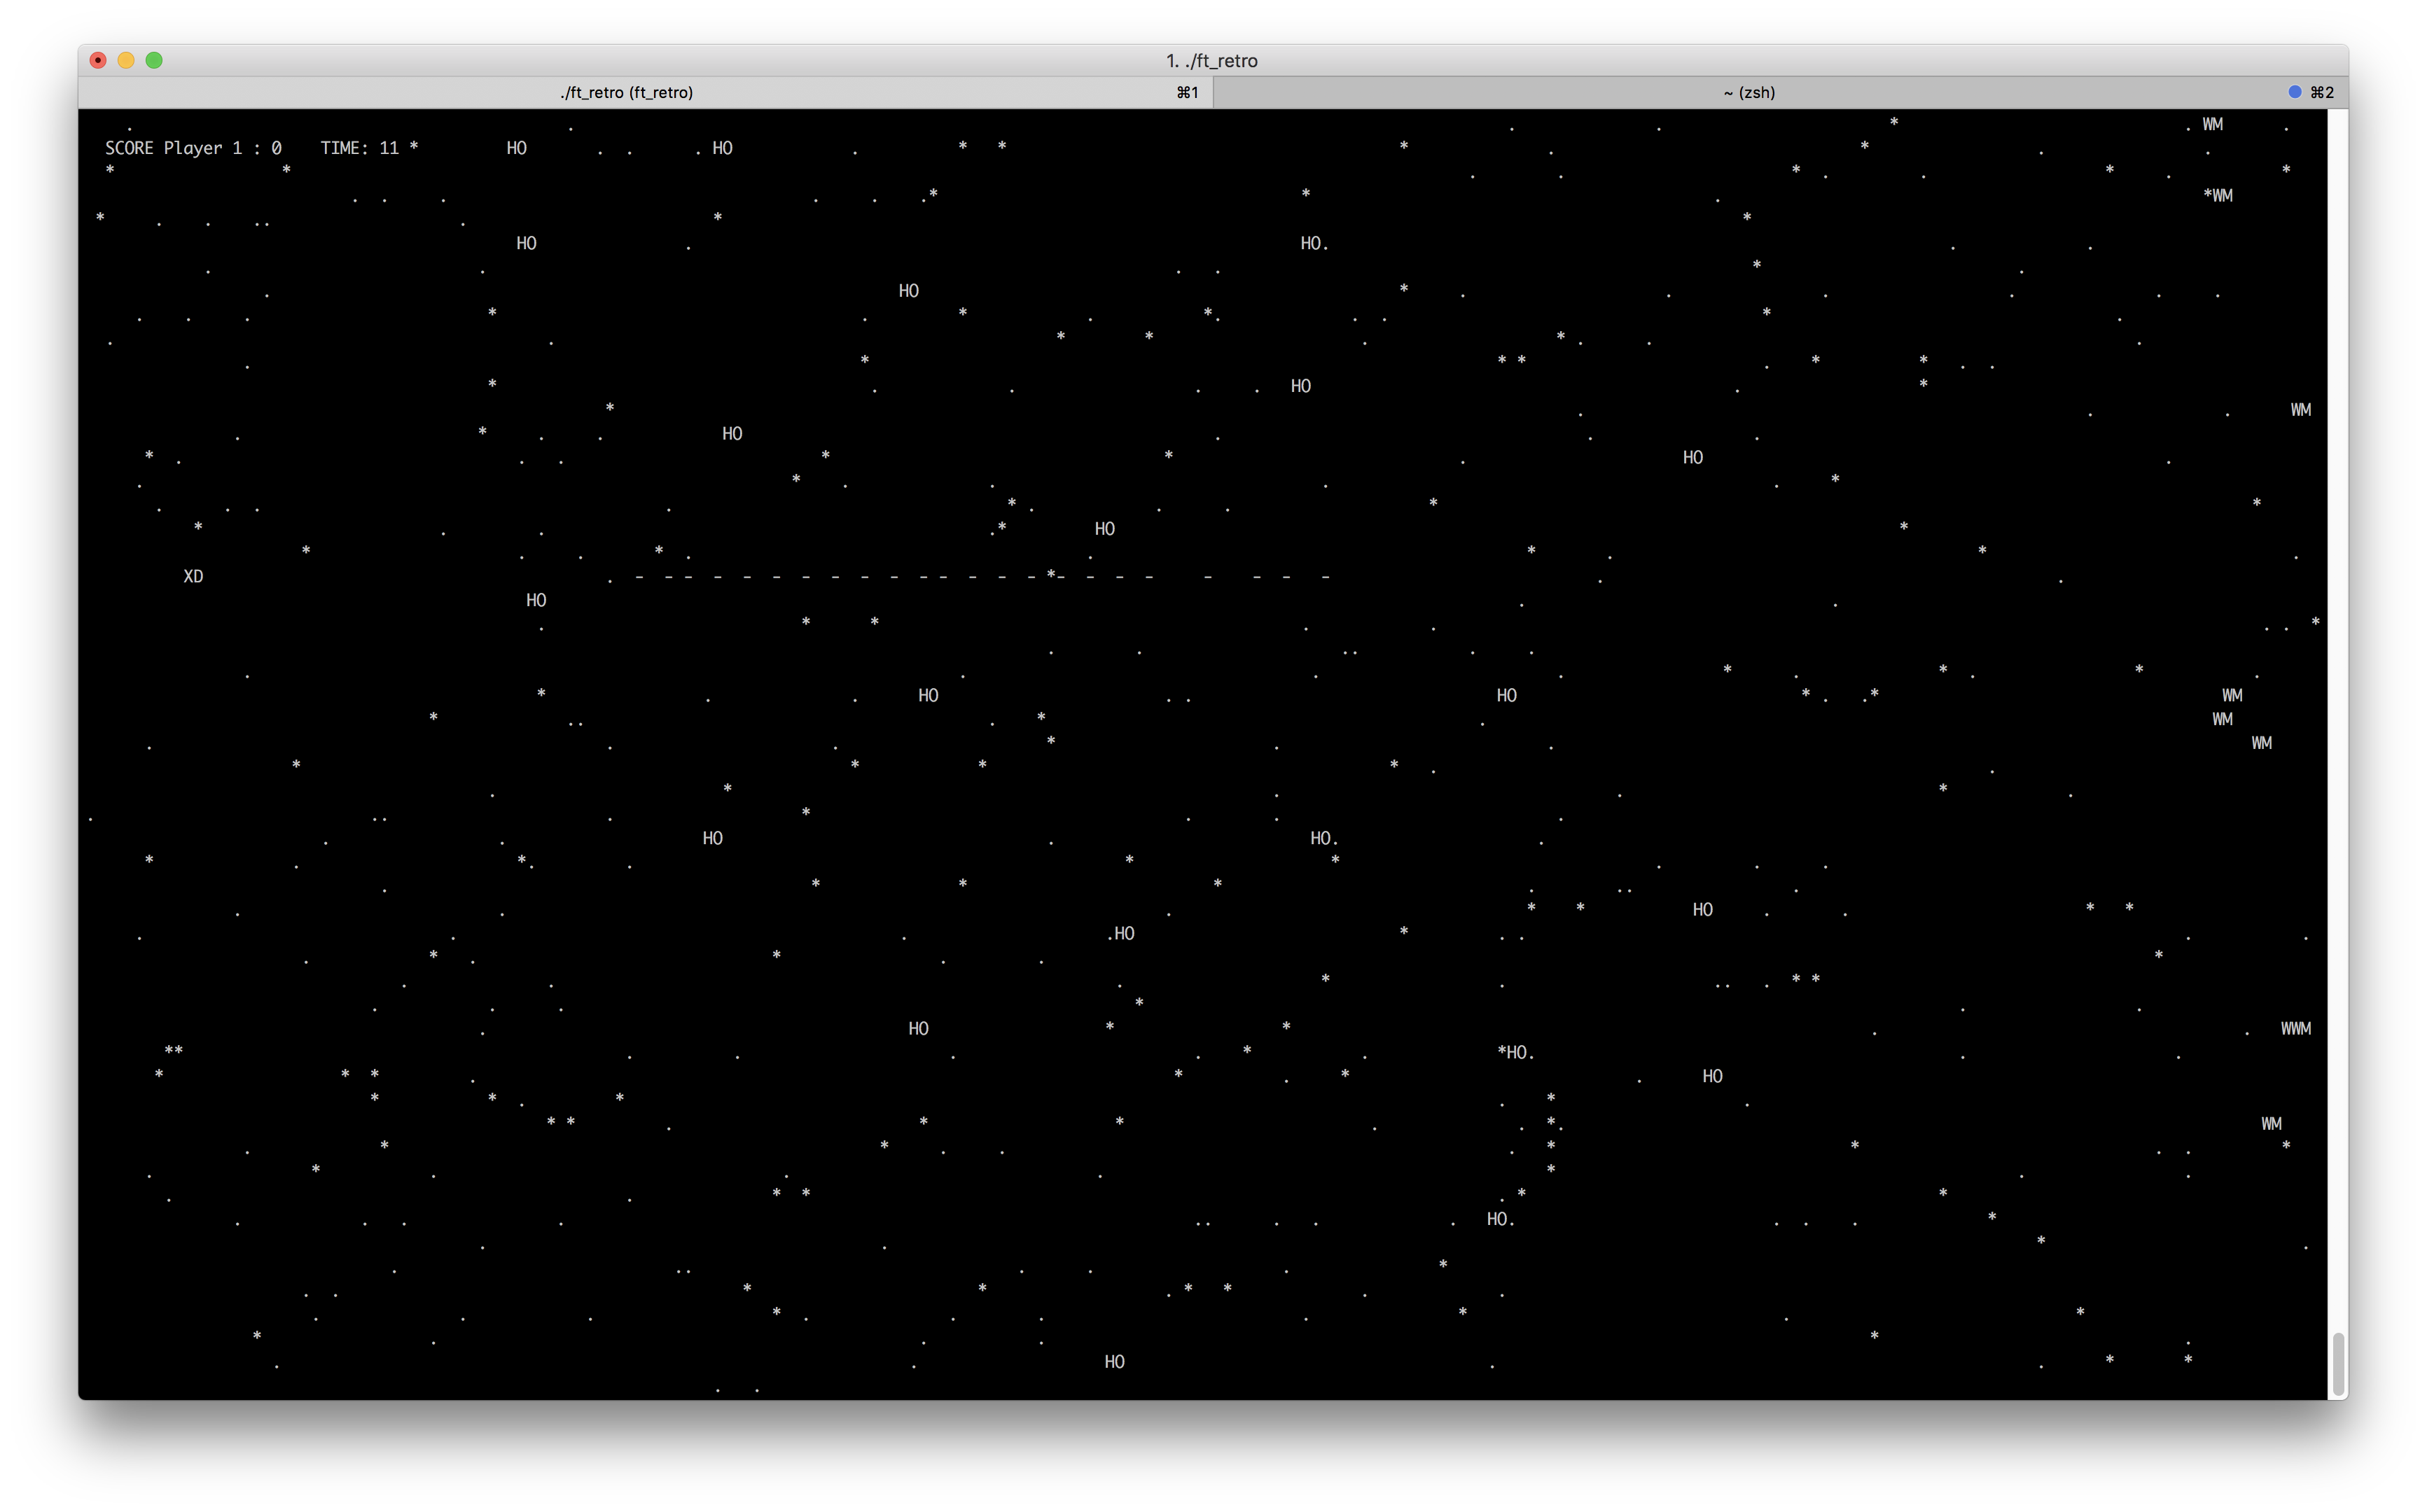 1. ./ft_retro
./ft_retro (ft_retro) ⌘1 ~ (zsh) ⌘2
WM
SCORE Player 1 : 0 TIME: 11 * HO HO
*WM
HO HO.
HO
HO
WM
HO
HO
HO
XD
HO
HO HO WM
WM
WM
HO HO.
HO
.HO
HO WWM
*HO.
HO
WM
HO.
HO